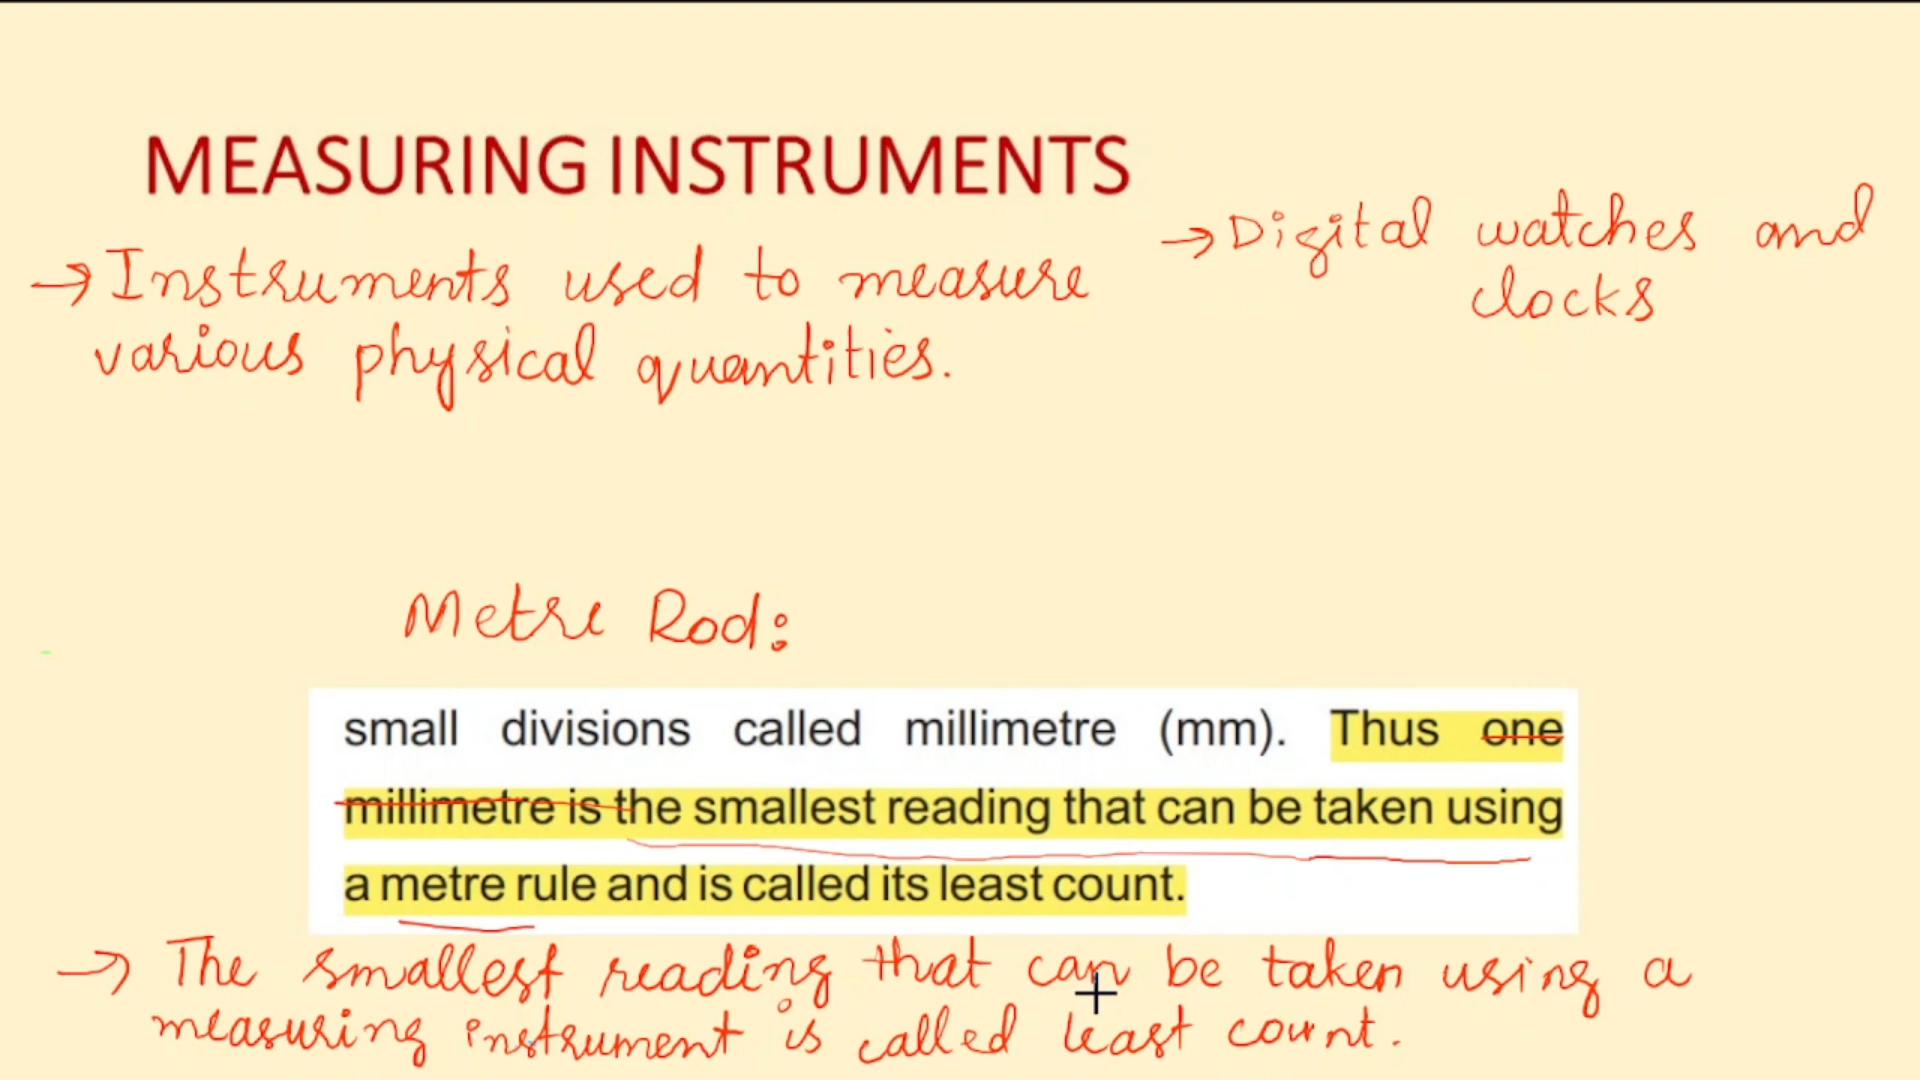 MEASURING INSTRUMENTS
→ Instruments used to measure
various physical quantities.
→ Digital watches and
clocks
Metre Rod:
small divisions called millimetre (mm). Thus one
millimetre is the smallest reading that can be taken using
a metre rule and is called its least count.
→ The smallest reading that can be taken using a
measuring instrument is called least count.